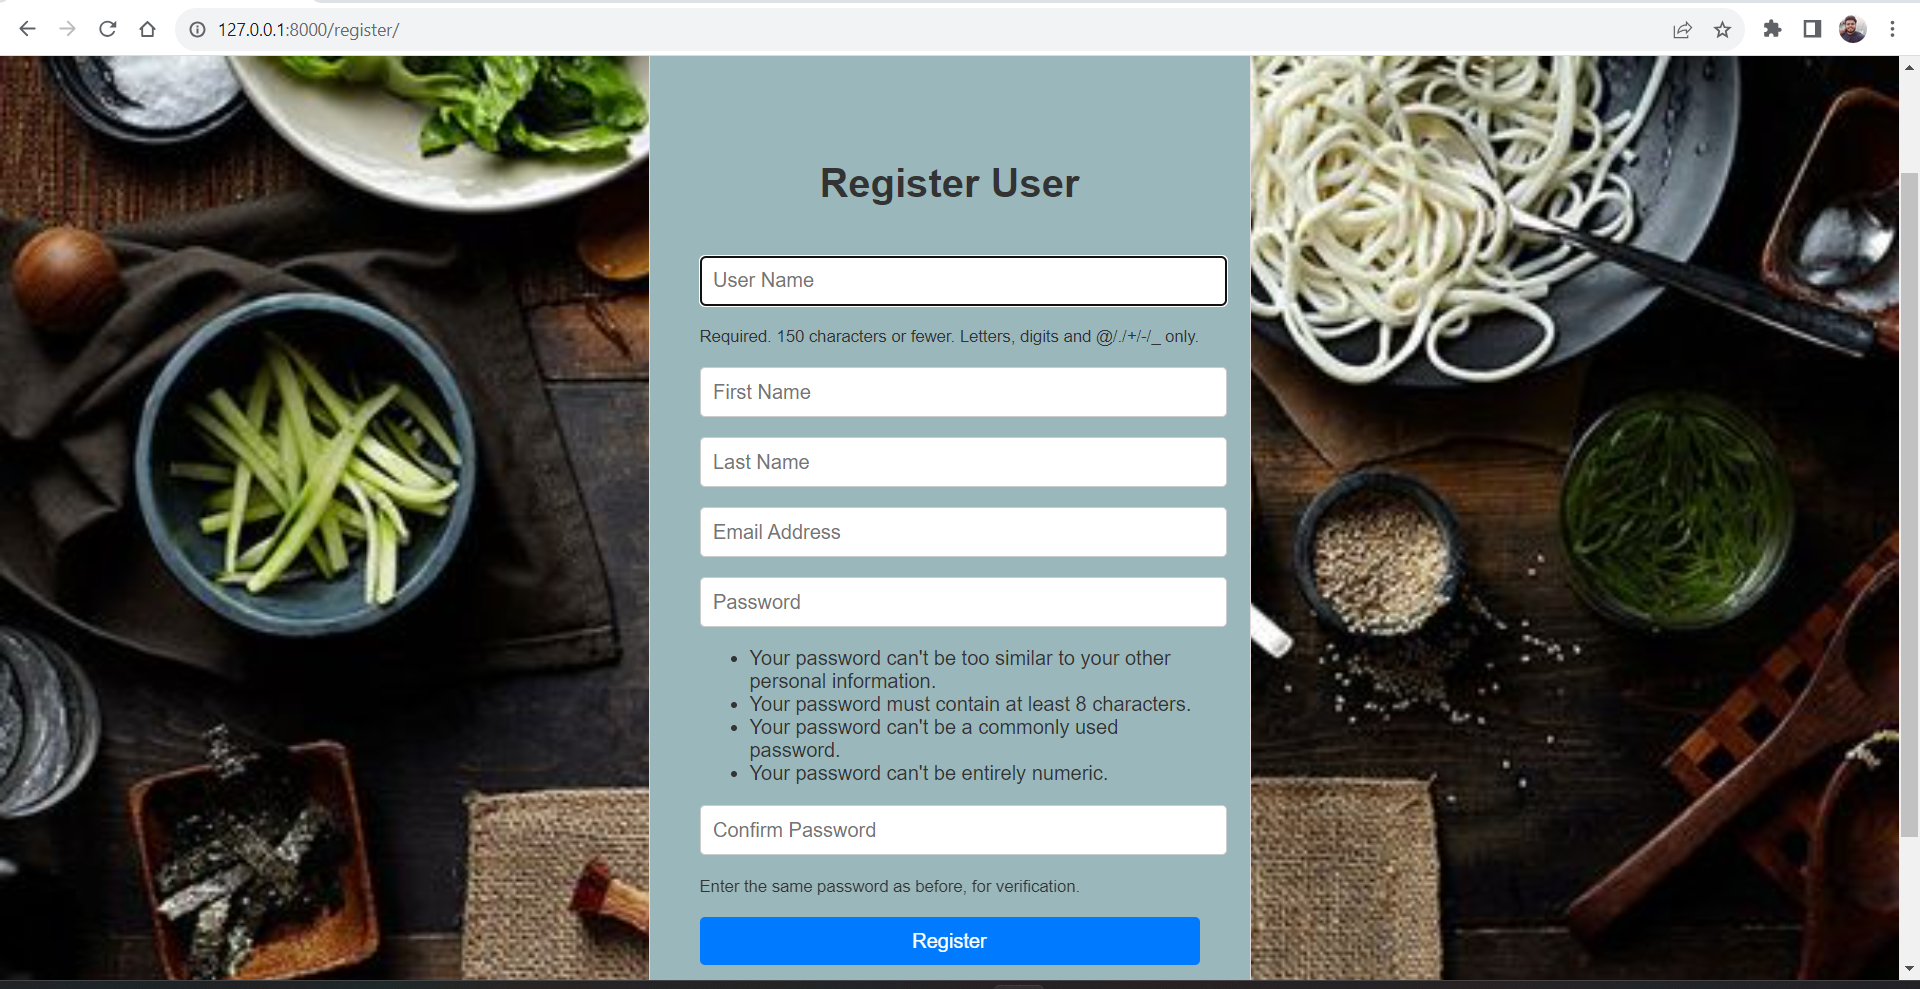 127.0.0.1:8000/register/
Register User
User Name
Required. 150 characters or fewer. Letters, digits and @/./+/-/_ only.
First Name
Last Name
Email Address
Password
• Your password can't be too similar to your other
personal information.
• Your password must contain at least 8 characters.
• Your password can't be a commonly used
password.
• Your password can't be entirely numeric.
Confirm Password
Enter the same password as before, for verification.
Register